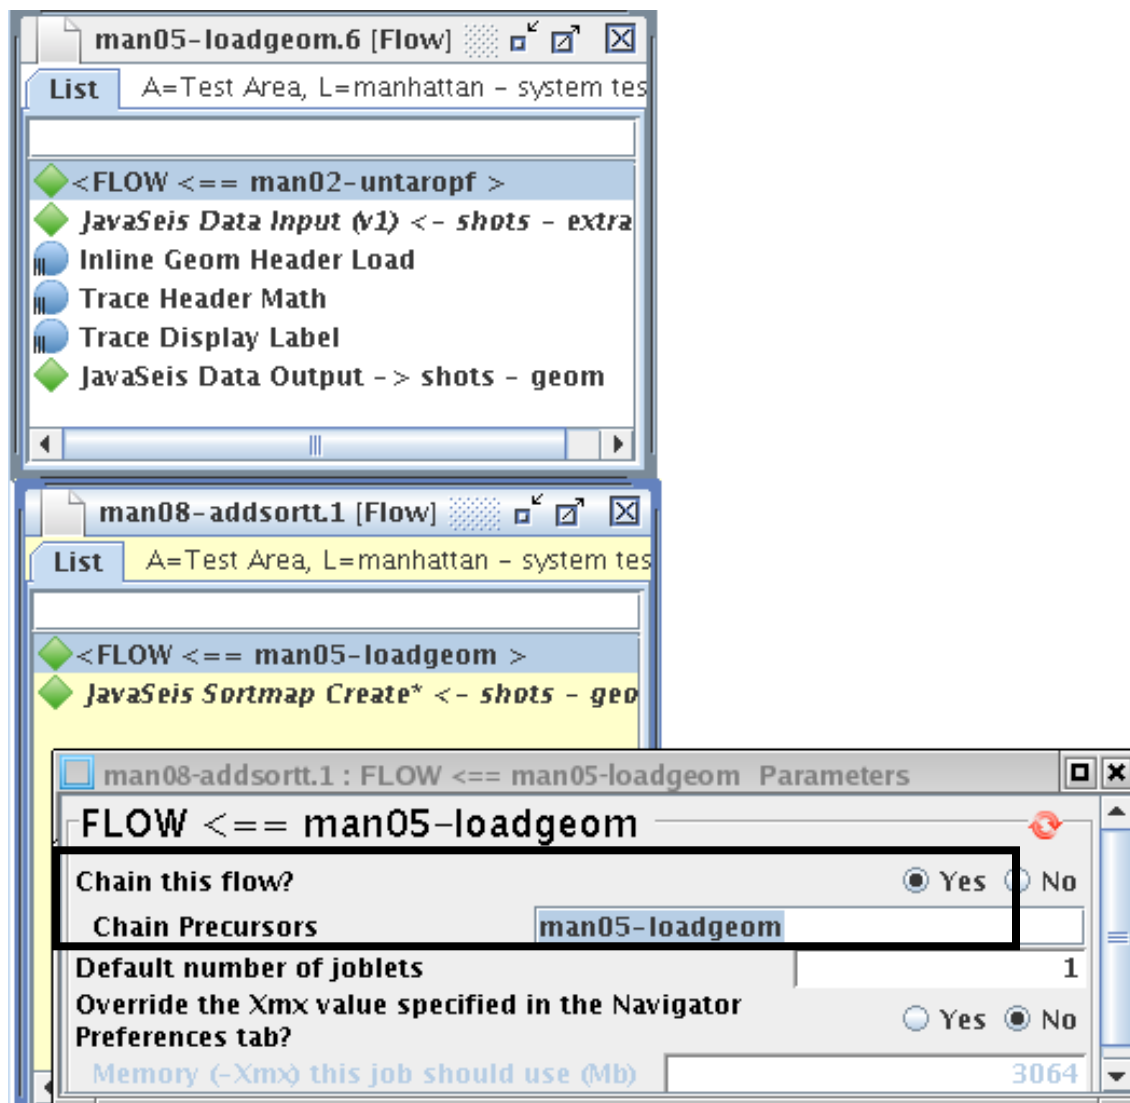 man05-loadgeom.6 [Flow]
List A=Test Area, L=manhattan - system tes
<FLOW <== man02-untaropf >
JavaSeis Data Input (v1) <- shots - extra
Inline Geom Header Load
Trace Header Math
Trace Display Label
JavaSeis Data Output -> shots - geom
man08-addsortt.1 [Flow]
List A=Test Area, L=manhattan - system tes
<FLOW <== man05-loadgeom >
JavaSeis Sortmap Create* <- shots - geo
man08-addsortt.1 : FLOW <== man05-loadgeom Parameters
FLOW <== man05-loadgeom
Chain this flow? Yes No
Chain Precursors man05-loadgeom
Default number of joblets 1
Override the Xmx value specified in the Navigator
Preferences tab? Yes No
Memory (-Xmx) this job should use (Mb) 3064